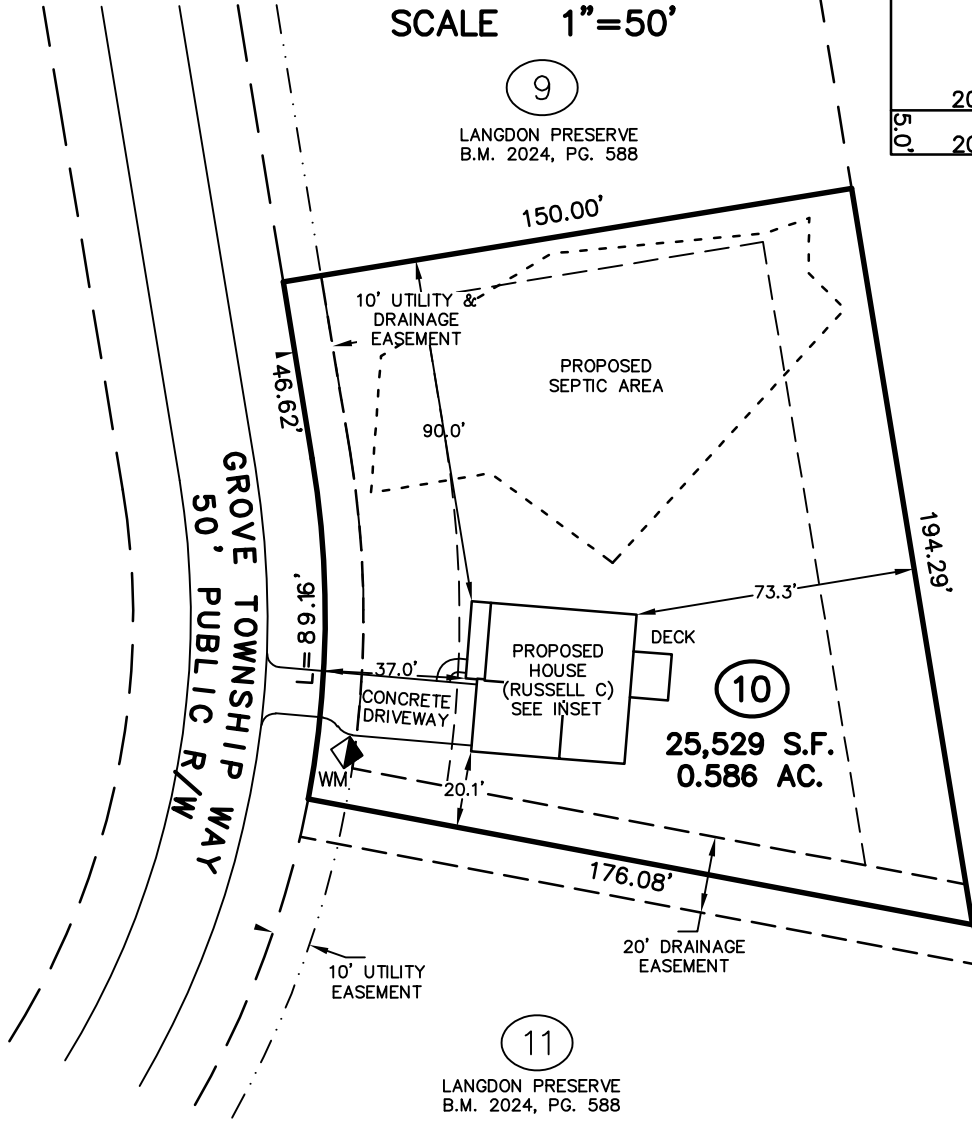 SCALE 1"=50'
9
LANGDON PRESERVE
B.M. 2024, PG. 588
20
5.0'
20
150.00'
10' UTILITY &
DRAINAGE
EASEMENT
46.62'
PROPOSED
SEPTIC AREA
90.0'
194.29'
GROVE TOWNSHIP WAY
50' PUBLIC R/W
L=89.16'
73.3'
DECK
PROPOSED
HOUSE
(RUSSELL C)
SEE INSET
37.0'
CONCRETE
DRIVEWAY
10
25,529 S.F.
0.586 AC.
WM
20.1'
176.08'
20' DRAINAGE
EASEMENT
10' UTILITY
EASEMENT
11
LANGDON PRESERVE
B.M. 2024, PG. 588